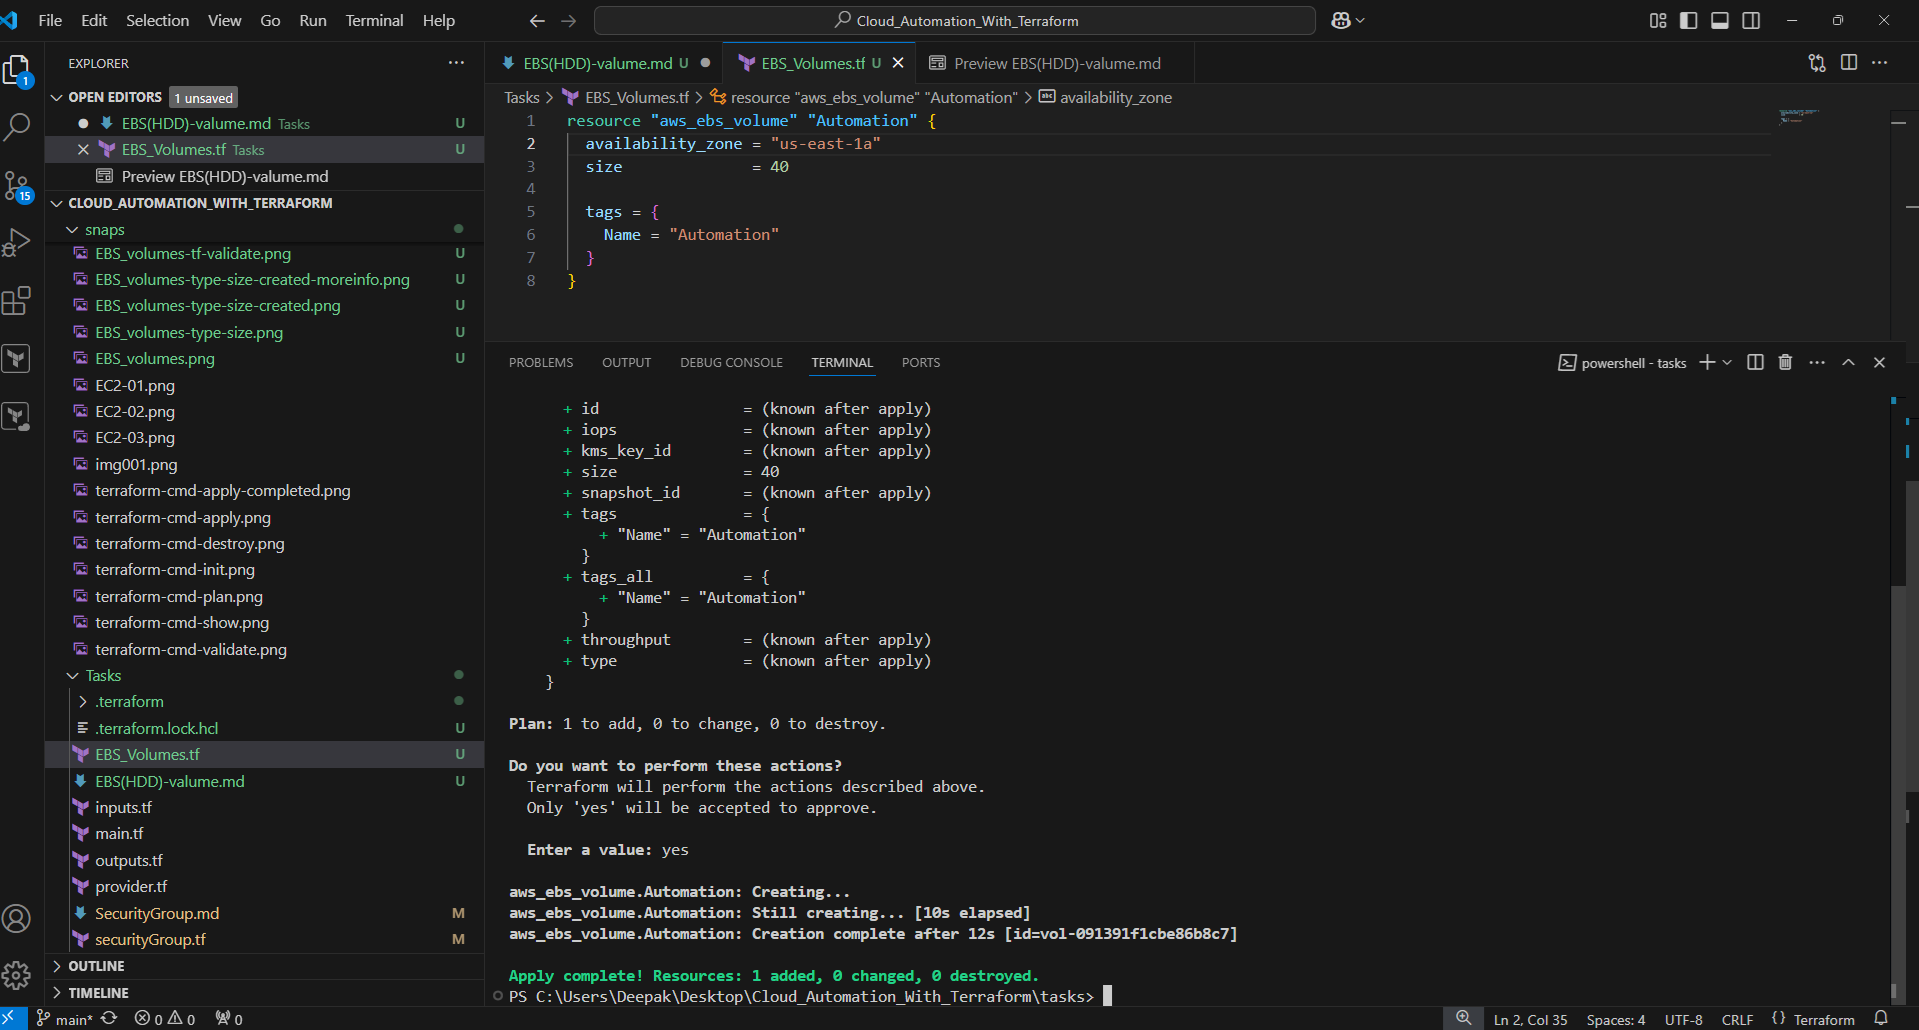 File Edit Selection View Go Run Terminal Help
Cloud_Automation_With_Terraform
EXPLORER
OPEN EDITORS 1 unsaved
EBS(HDD)-valume.md Tasks U
EBS_Volumes.tf Tasks U
Preview EBS(HDD)-valume.md
CLOUD_AUTOMATION_WITH_TERRAFORM
snaps
EBS_volumes-tf-validate.png U
EBS_volumes-type-size-created-moreinfo.png U
EBS_volumes-type-size-created.png U
EBS_volumes-type-size.png U
EBS_volumes.png U
EC2-01.png
EC2-02.png
EC2-03.png
img001.png
terraform-cmd-apply-completed.png
terraform-cmd-apply.png
terraform-cmd-destroy.png
terraform-cmd-init.png
terraform-cmd-plan.png
terraform-cmd-show.png
terraform-cmd-validate.png
Tasks
.terraform
.terraform.lock.hcl U
EBS_Volumes.tf U
EBS(HDD)-valume.md U
inputs.tf
main.tf
outputs.tf
provider.tf
SecurityGroup.md M
securityGroup.tf M
OUTLINE
TIMELINE
1
15
EBS(HDD)-valume.md U
EBS_Volumes.tf U
Preview EBS(HDD)-valume.md
Tasks > EBS_Volumes.tf > resource "aws_ebs_volume" "Automation" > abc availability_zone
1 resource "aws_ebs_volume" "Automation" {
2 availability_zone = "us-east-1a"
3 size = 40
4
5 tags = {
6 Name = "Automation"
7 }
8 }
PROBLEMS OUTPUT DEBUG CONSOLE TERMINAL PORTS
powershell - tasks
+ id = (known after apply)
+ iops = (known after apply)
+ kms_key_id = (known after apply)
+ size = 40
+ snapshot_id = (known after apply)
+ tags = {
+ "Name" = "Automation"
}
+ tags_all = {
+ "Name" = "Automation"
}
+ throughput = (known after apply)
+ type = (known after apply)
}
Plan: 1 to add, 0 to change, 0 to destroy.
Do you want to perform these actions?
Terraform will perform the actions described above.
Only 'yes' will be accepted to approve.
Enter a value: yes
aws_ebs_volume.Automation: Creating...
aws_ebs_volume.Automation: Still creating... [10s elapsed]
aws_ebs_volume.Automation: Creation complete after 12s [id=vol-091391f1cbe86b8c7]
Apply complete! Resources: 1 added, 0 changed, 0 destroyed.
PS C:\Users\Deepak\Desktop\Cloud_Automation_With_Terraform\tasks>
main* 0 0 0
Ln 2, Col 35 Spaces: 4 UTF-8 CRLF {} Terraform